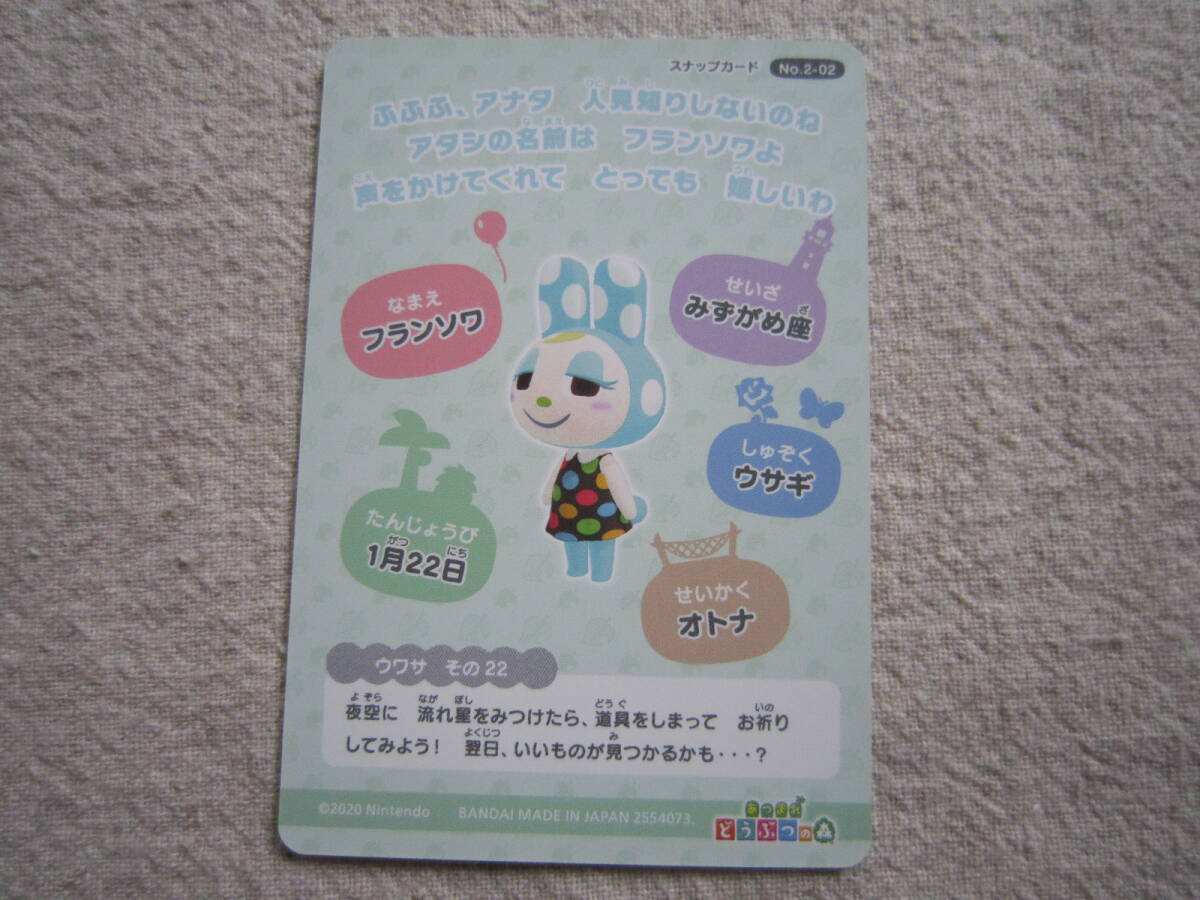 スナップカード No.2-02
ふふふ、アナタ 人見知りしないのね
アタシの名前は フランソワよ
声をかけてくれて とっても 嬉しいわ
なまえ
フランソワ
せいざ
みずがめ座
しゅぞく
ウサギ
たんじょうび
1月22日
せいかく
オトナ
ウワサ その22
夜空に 流れ星をみつけたら、道具をしまって お祈り
してみよう! 翌日、いいものが見つかるかも・・・?
©2020 Nintendo BANDAI MADE IN JAPAN 2554073.
あつまれ
どうぶつの森